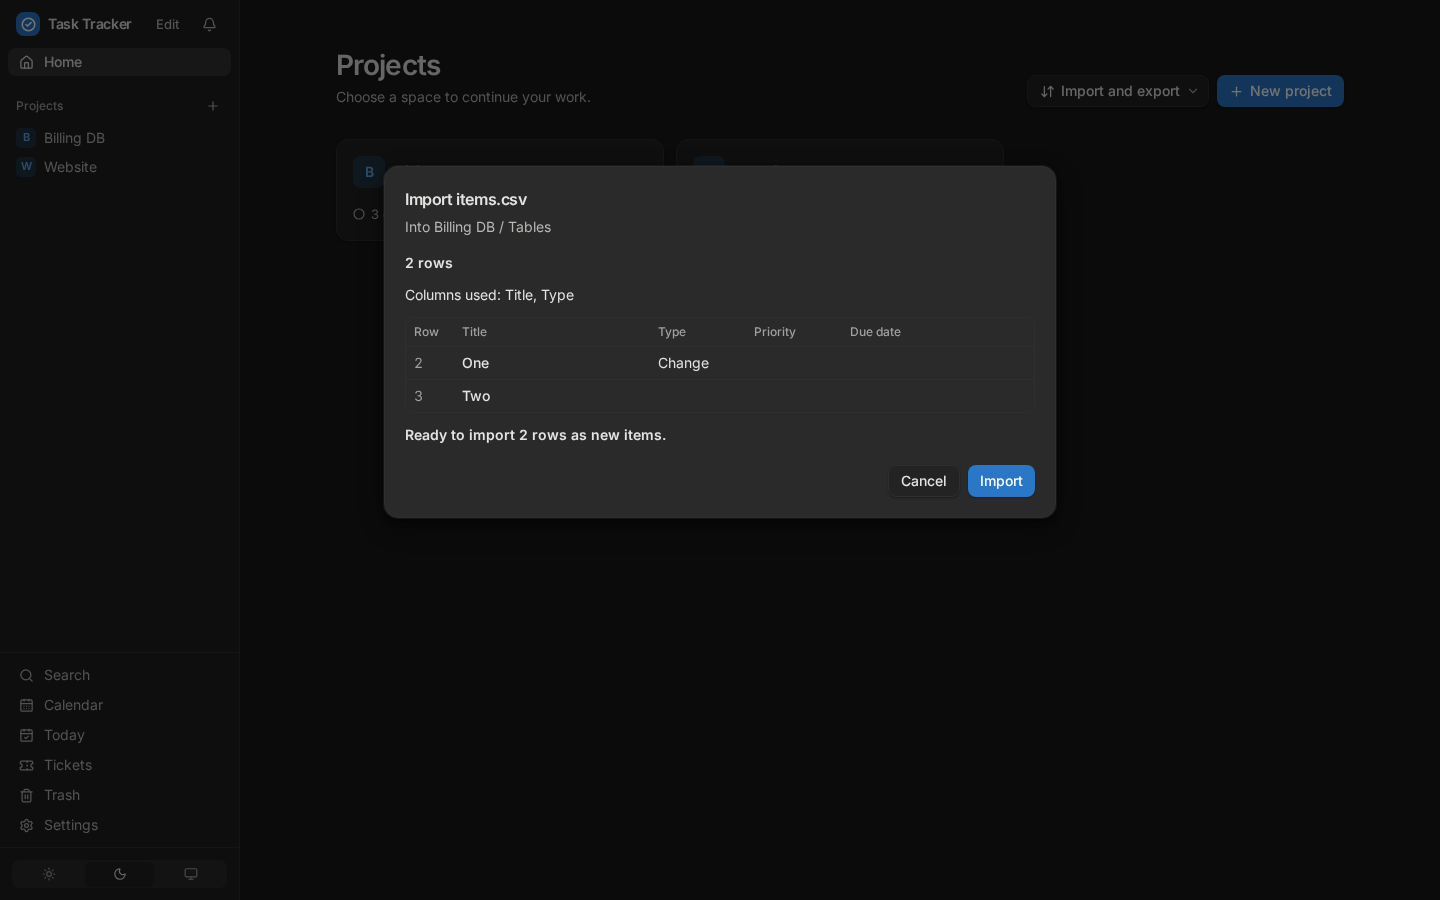 Task Tracker
Edit
Home
Projects
Billing DB
Website
Search
Calendar
Today
Tickets
Trash
Settings
Projects
Choose a space to continue your work.
Import and export
New project
B
B
W
3
Import items.csv
Into Billing DB / Tables
2 rows
Columns used: Title, Type
Row Title Type Priority Due date
2 One Change
3 Two
Ready to import 2 rows as new items.
Cancel
Import